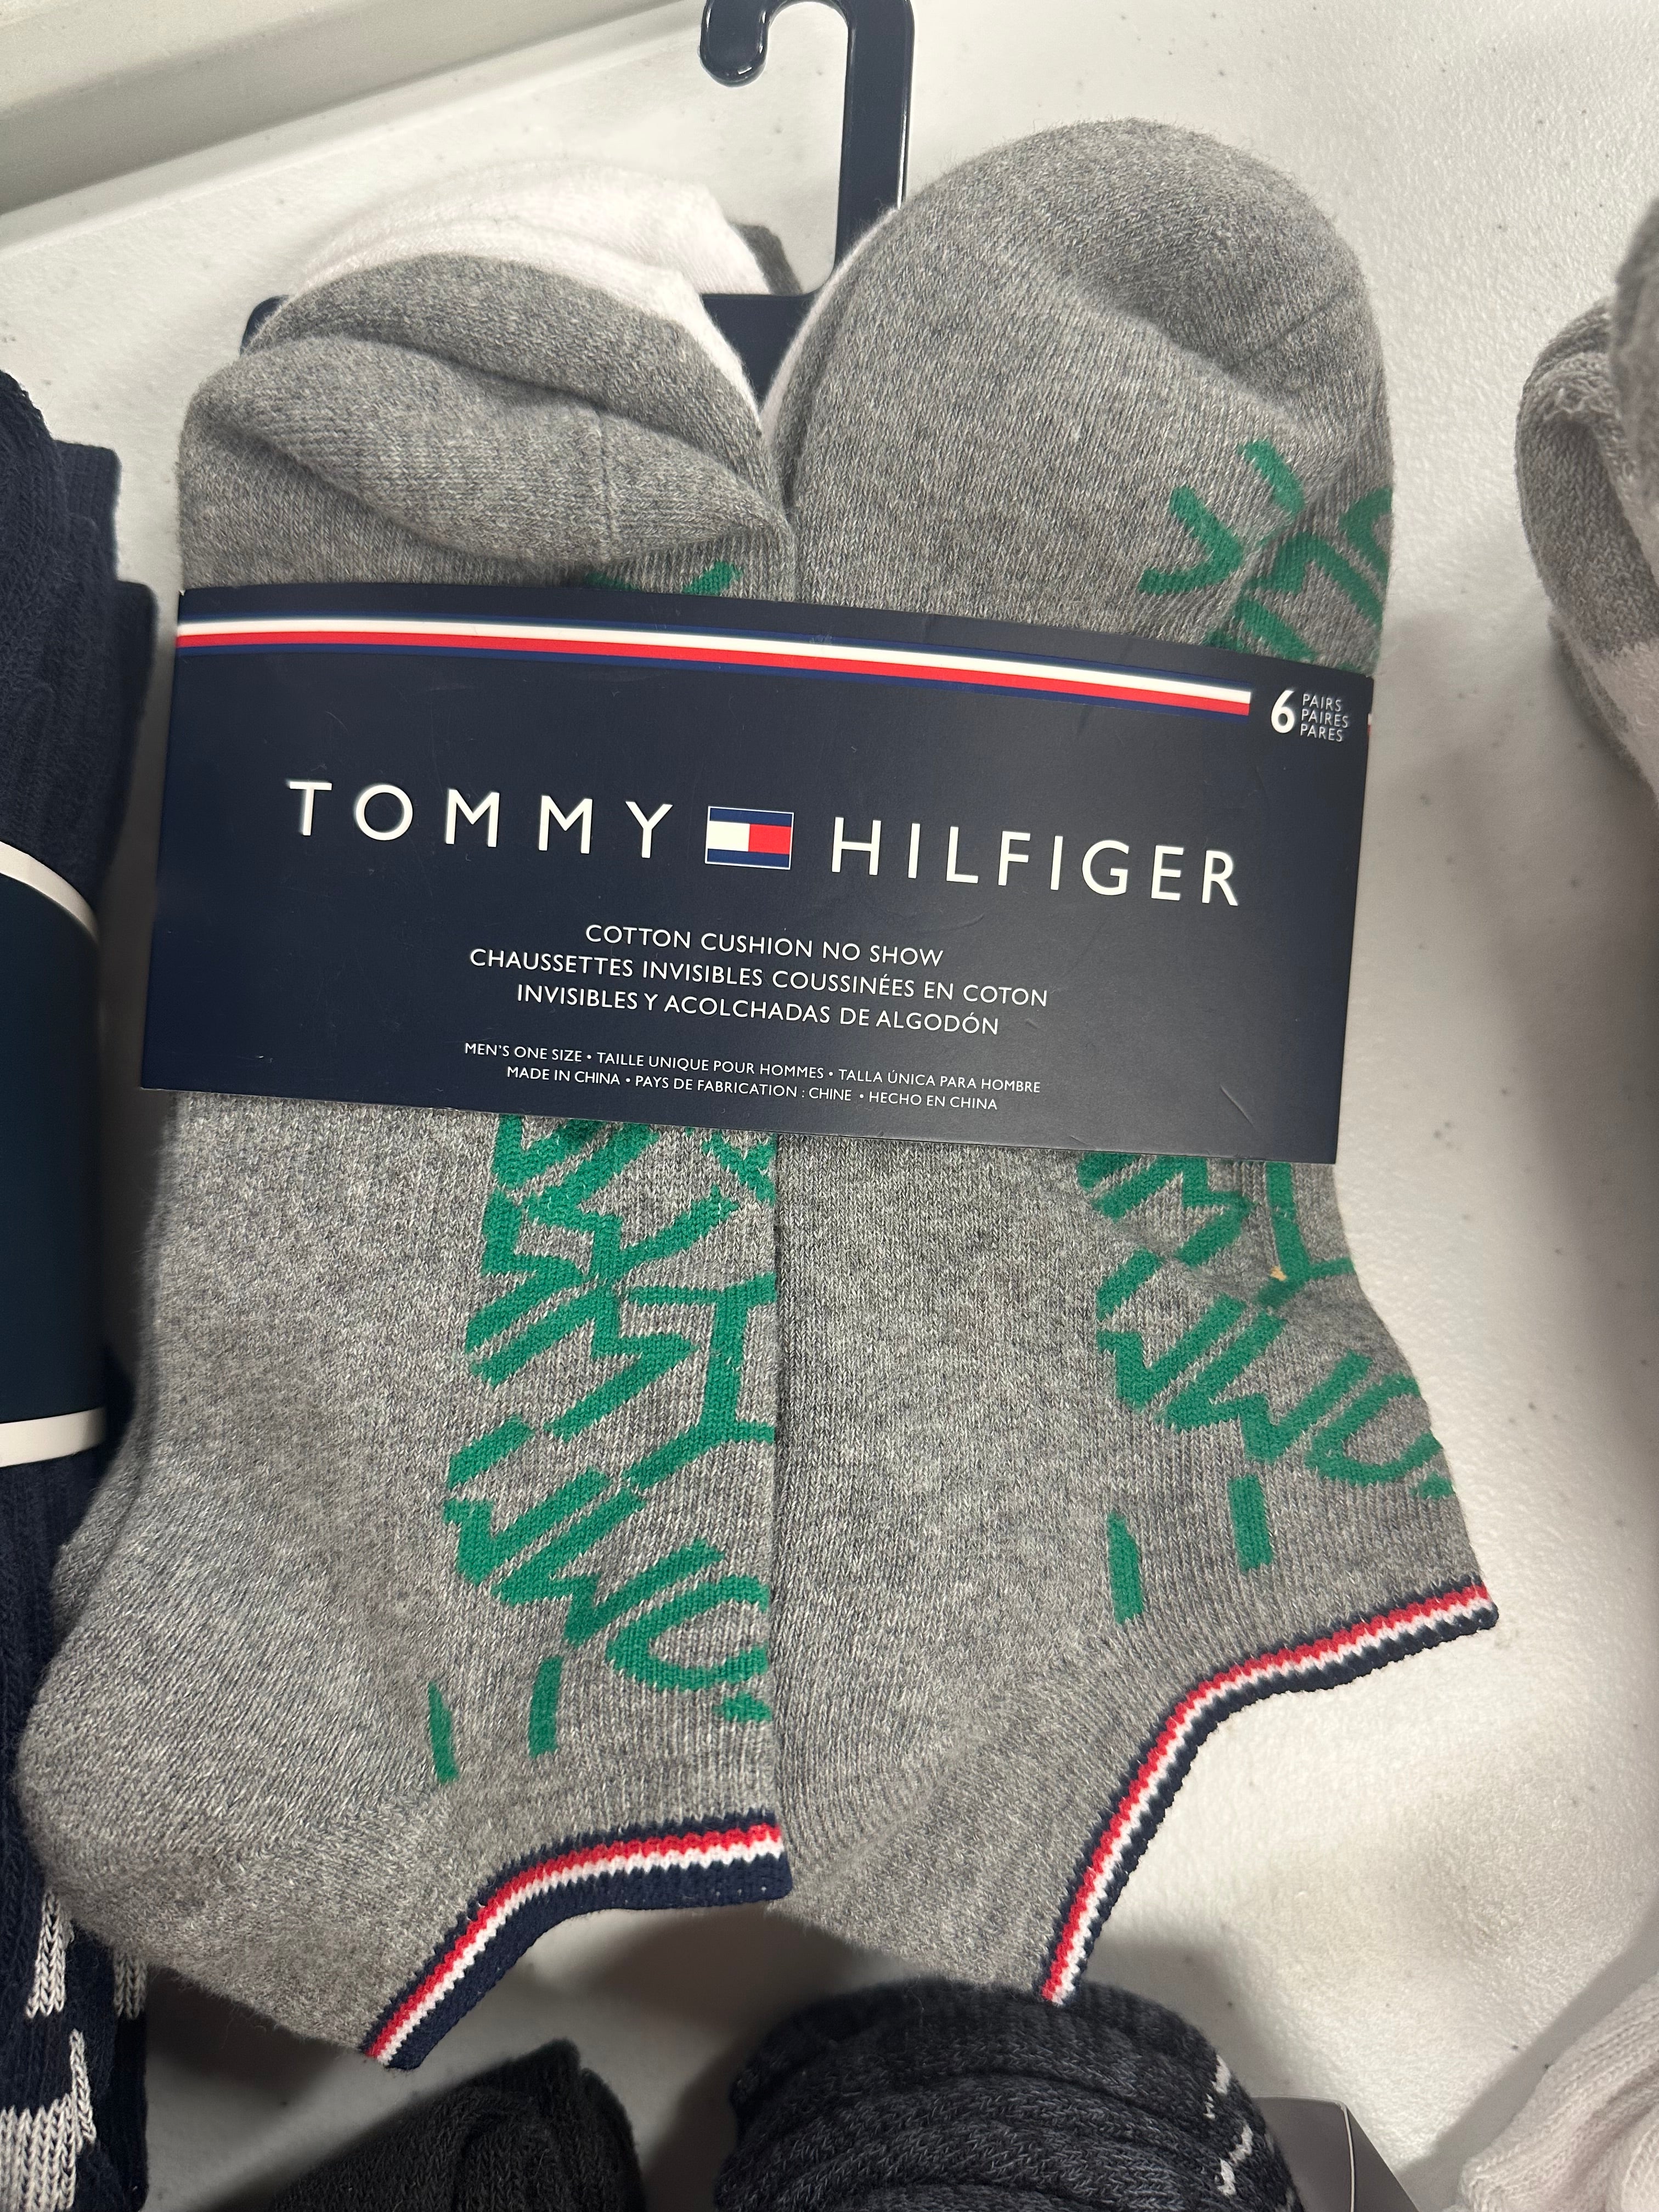 6 PAIRS
PAIRES
PARES
TOMMY HILFIGER
COTTON CUSHION NO SHOW
CHAUSSETTES INVISIBLES COUSSINÉES EN COTON
INVISIBLES Y ACOLCHADAS DE ALGODÓN
MEN'S ONE SIZE • TAILLE UNIQUE POUR HOMMES • TALLA ÚNICA PARA HOMBRE
MADE IN CHINA • PAYS DE FABRICATION : CHINE • HECHO EN CHINA